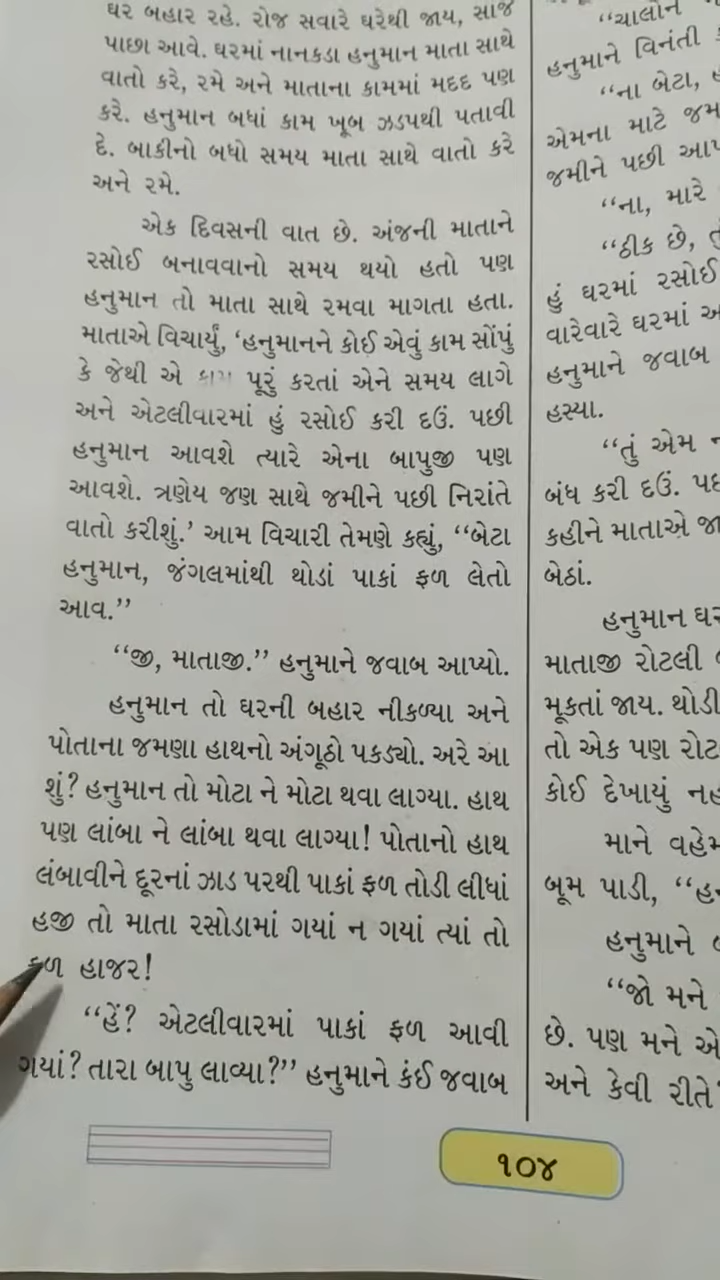 ઘર બહાર રહે. રોજ સવારે ઘરેથી જાય, સાંજે
પાછા આવે. ઘરમાં નાનકડા હનુમાન માતા સાથે
વાતો કરે, રમે અને માતાના કામમાં મદદ પણ
કરે. હનુમાન બધાં કામ ખૂબ ઝડપથી પતાવી
દે. બાકીનો બધો સમય માતા સાથે વાતો કરે
અને રમે.
એક દિવસની વાત છે. અંજની માતાને
રસોઈ બનાવવાનો સમય થયો હતો પણ
હનુમાન તો માતા સાથે રમવા માગતા હતા.
માતાએ વિચાર્યું, ‘હનુમાનને કોઈ એવું કામ સોંપું
કે જેથી એ કામ પૂરું કરતાં એને સમય લાગે
અને એટલીવારમાં હું રસોઈ કરી દઉં. પછી
હનુમાન આવશે ત્યારે એના બાપુજી પણ
આવશે. ત્રણેય જણ સાથે જમીને પછી નિરાંતે
વાતો કરીશું.’ આમ વિચારી તેમણે કહ્યું, “બેટા
હનુમાન, જંગલમાંથી થોડાં પાકાં ફળ લેતો
આવ.”
“જી, માતાજી.” હનુમાને જવાબ આપ્યો.
હનુમાન તો ઘરની બહાર નીકળ્યા અને
પોતાના જમણા હાથનો અંગૂઠો પકડ્યો. અરે આ
શું? હનુમાન તો મોટા ને મોટા થવા લાગ્યા. હાથ
પણ લાંબા ને લાંબા થવા લાગ્યા! પોતાનો હાથ
લંબાવીને દૂરનાં ઝાડ પરથી પાકાં ફળ તોડી લીધાં
હજી તો માતા રસોડામાં ગયાં ન ગયાં ત્યાં તો
ફળ હાજર!
“હેં? એટલીવારમાં પાકાં ફળ આવી
ગયાં? તારા બાપુ લાવ્યા?” હનુમાને કંઈ જવાબ
૧૦૪
“ચાલોને
હનુમાને વિનંતી
“ના બેટા,
એમના માટે
જમીને પછી
“ના, મારે
“ઠીક છે,
હું ઘરમાં રસોઈ
વારેવારે ઘરમાં
હનુમાને જવાબ
હસ્યા.
“તું એમ
બંધ કરી દઉં.
કહીને માતાએ
બેઠાં.
હનુમાન
માતાજી રોટલી
મૂકતાં જાય. થોડી
તો એક પણ
કોઈ દેખાયું
માને
બૂમ પાડી,
હનુમાને
“જો મને
છે. પણ મને
અને કેવી રીતે